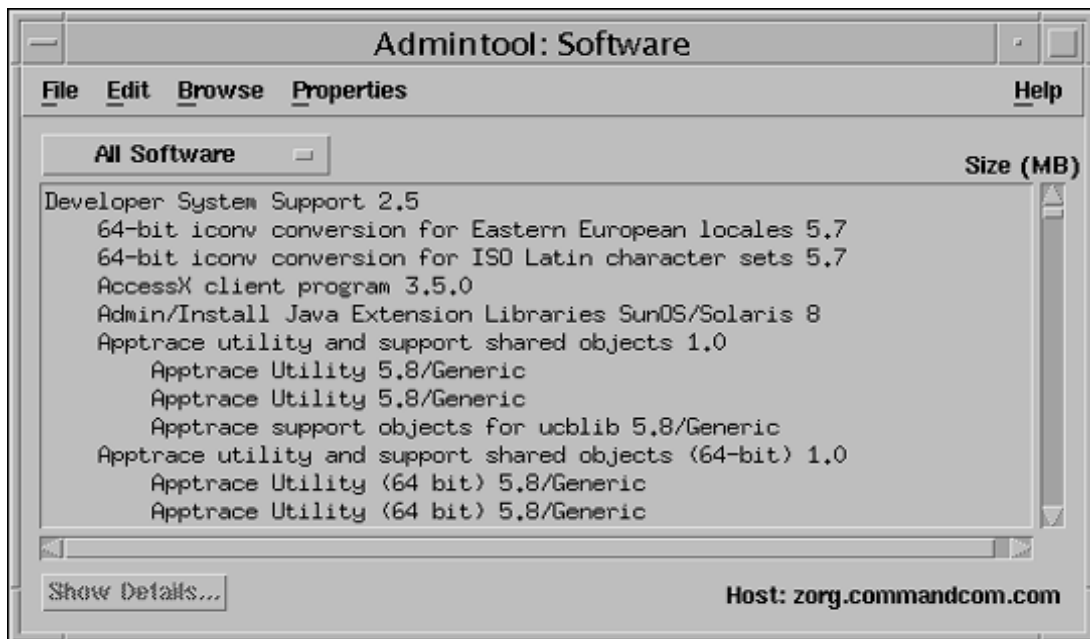 Admintool: Software
File Edit Browse Properties Help
All Software
Size (MB)
Developer System Support 2.5
64-bit iconv conversion for Eastern European locales 5.7
64-bit iconv conversion for ISO Latin character sets 5.7
AccessX client program 3.5.0
Admin/Install Java Extension Libraries SunOS/Solaris 8
Apptrace utility and support shared objects 1.0
Apptrace Utility 5.8/Generic
Apptrace Utility 5.8/Generic
Apptrace support objects for ucblib 5.8/Generic
Apptrace utility and support shared objects (64-bit) 1.0
Apptrace Utility (64 bit) 5.8/Generic
Apptrace Utility (64 bit) 5.8/Generic
Show Details... Host: zorg.commandcom.com